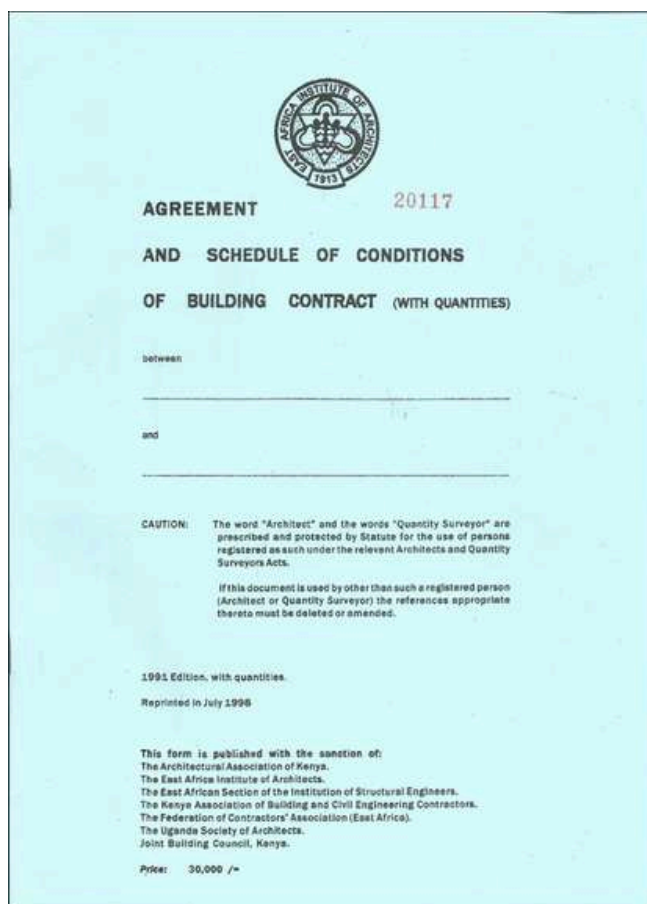 EAST AFRICA INSTITUTE OF ARCHITECTS
1913
AGREEMENT 20117
AND SCHEDULE OF CONDITIONS
OF BUILDING CONTRACT (WITH QUANTITIES)
between
and
CAUTION: The word "Architect" and the words "Quantity Surveyor" are
prescribed and protected by Statute for the use of persons
registered as such under the relevant Architects and Quantity
Surveyors Acts.
If this document is used by other than such a registered person
(Architect or Quantity Surveyor) the references appropriate
thereto must be deleted or amended.
1991 Edition, with quantities.
Reprinted in July 1996
This form is published with the sanction of:
The Architectural Association of Kenya.
The East Africa Institute of Architects.
The East African Section of the Institution of Structural Engineers.
The Kenya Association of Building and Civil Engineering Contractors.
The Federation of Contractors' Association (East Africa).
The Uganda Society of Architects.
Joint Building Council, Kenya.
Price: 30,000 /=